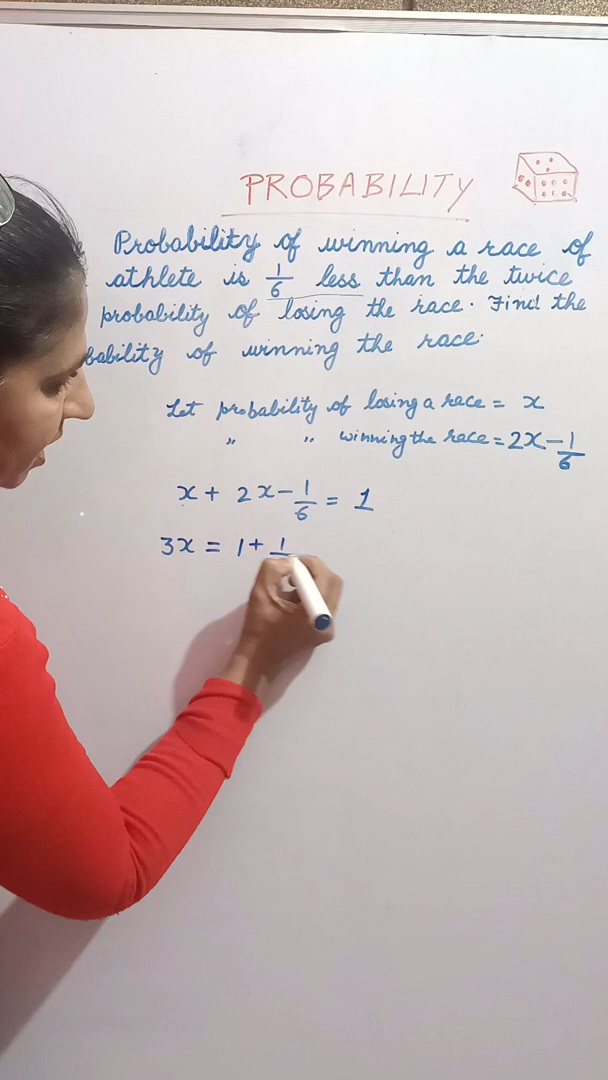 PROBABILITY
Probability of winning a race of
athlete is 1/6 less than the twice
probability of losing the race. Find the
bability of winning the race.
Let probability of losing a race = x
" " winning the race = 2x - 1/6
x + 2x - 1/6 = 1
3x = 1 + 1